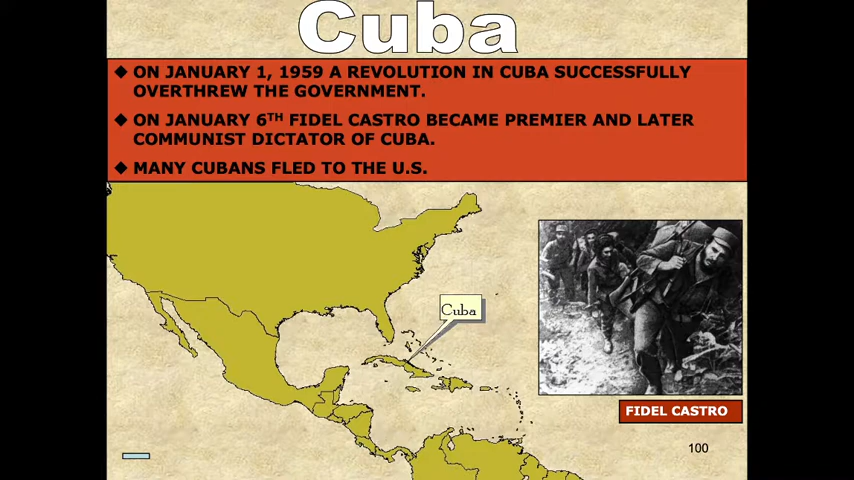 Cuba
◆ ON JANUARY 1, 1959 A REVOLUTION IN CUBA SUCCESSFULLY
OVERTHREW THE GOVERNMENT.
◆ ON JANUARY 6TH FIDEL CASTRO BECAME PREMIER AND LATER
COMMUNIST DICTATOR OF CUBA.
◆ MANY CUBANS FLED TO THE U.S.
Cuba
FIDEL CASTRO
100